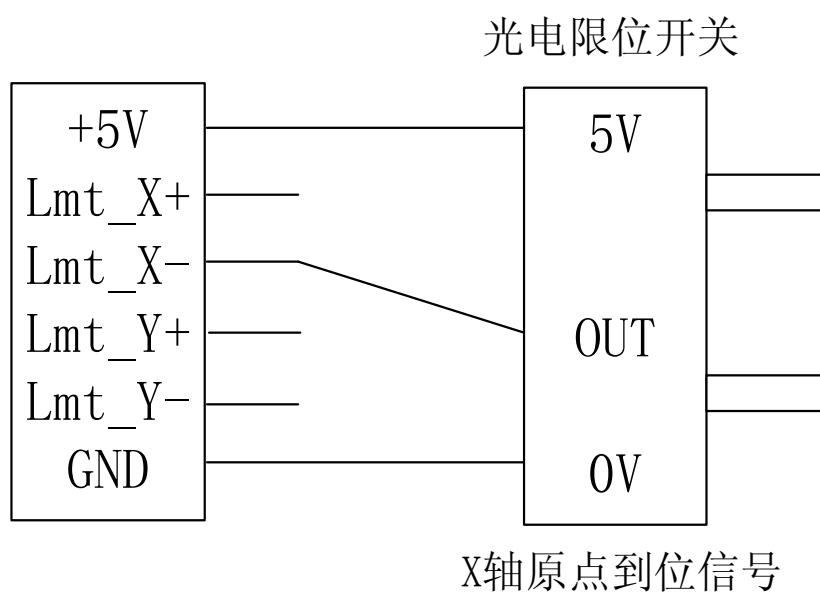 光电限位开关
+5V
Lmt_X+
Lmt_X-
Lmt_Y+
Lmt_Y-
GND
5V
OUT
0V
X轴原点到位信号